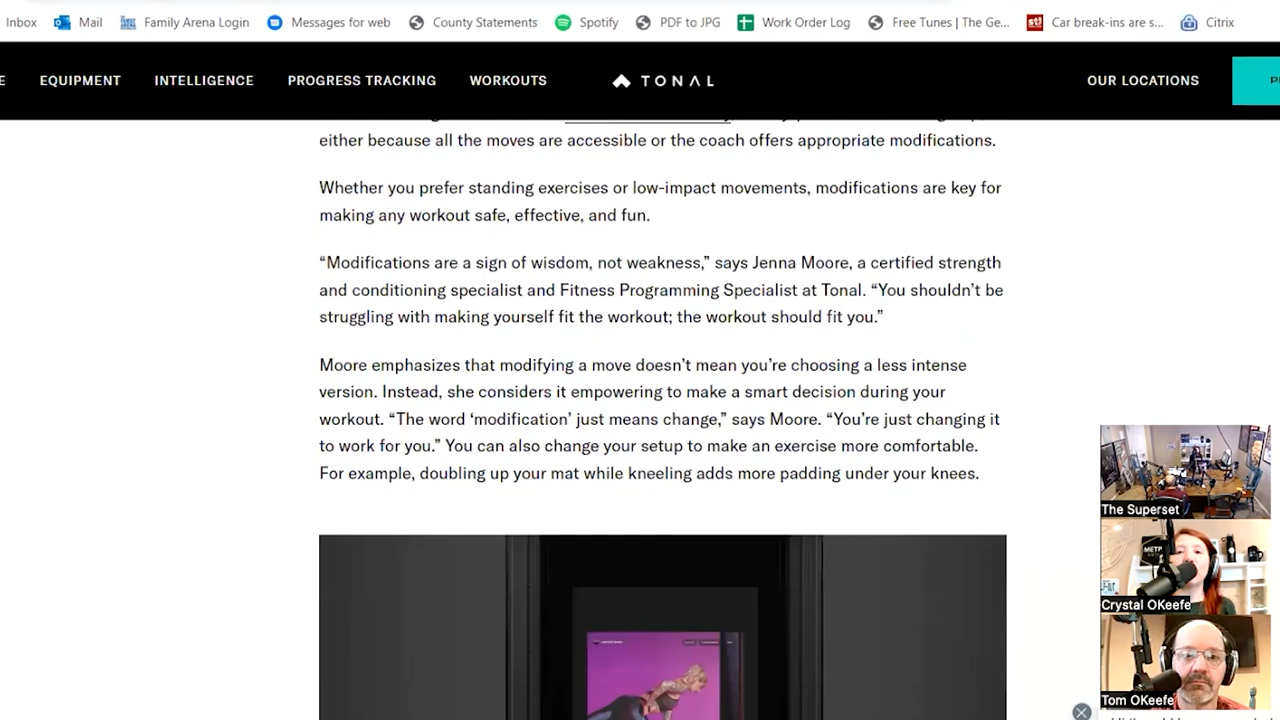 Inbox Mail Family Arena Login Messages for web County Statements Spotify PDF to JPG Work Order Log Free Tunes | The Ge... Car break-ins are s... Citrix
E EQUIPMENT INTELLIGENCE PROGRESS TRACKING WORKOUTS TONAL OUR LOCATIONS
either because all the moves are accessible or the coach offers appropriate modifications.
Whether you prefer standing exercises or low-impact movements, modifications are key for
making any workout safe, effective, and fun.
“Modifications are a sign of wisdom, not weakness,” says Jenna Moore, a certified strength
and conditioning specialist and Fitness Programming Specialist at Tonal. “You shouldn’t be
struggling with making yourself fit the workout; the workout should fit you.”
Moore emphasizes that modifying a move doesn’t mean you’re choosing a less intense
version. Instead, she considers it empowering to make a smart decision during your
workout. “The word ‘modification’ just means change,” says Moore. “You’re just changing it
to work for you.” You can also change your setup to make an exercise more comfortable.
For example, doubling up your mat while kneeling adds more padding under your knees.
The Superset
Crystal OKeefe
Tom OKeefe